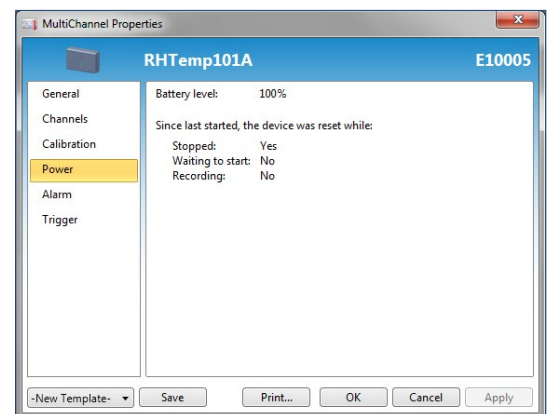 MultiChannel Properties
RHTemp101A E10005
General
Channels
Calibration
Power
Alarm
Trigger
Battery level: 100%
Since last started, the device was reset while:
Stopped: Yes
Waiting to start: No
Recording: No
-New Template- Save Print... OK Cancel Apply